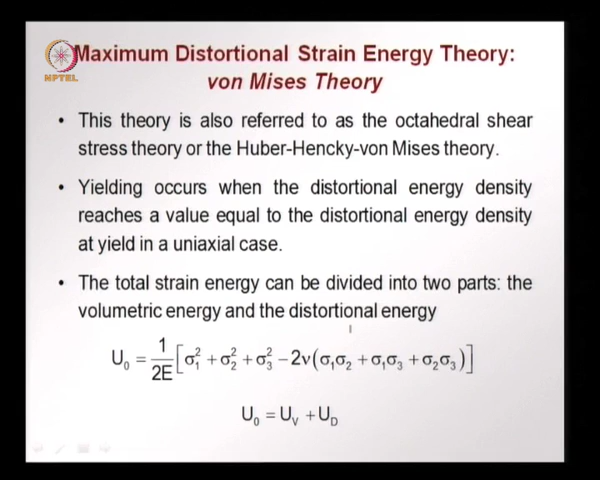 Maximum Distortional Strain Energy Theory:
NPTEL
von Mises Theory
• This theory is also referred to as the octahedral shear
stress theory or the Huber-Hencky-von Mises theory.
• Yielding occurs when the distortional energy density
reaches a value equal to the distortional energy density
at yield in a uniaxial case.
• The total strain energy can be divided into two parts: the
volumetric energy and the distortional energy
U₀ = 1/2E [σ₁² + σ₂² + σ₃² − 2ν(σ₁σ₂ + σ₁σ₃ + σ₂σ₃)]
U₀ = Uᵥ + U_D